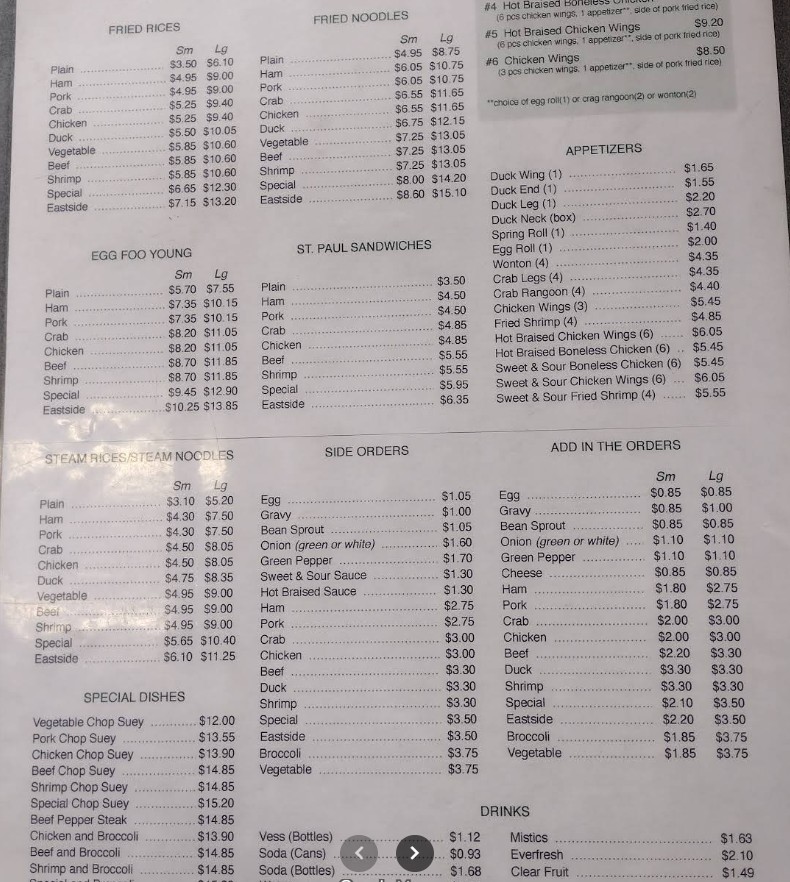 FRIED RICES
Sm Lg
Plain $3.50 $6.10
Ham $4.95 $9.00
Pork $4.95 $9.00
Crab $5.25 $9.40
Chicken $5.25 $9.40
Duck $5.50 $10.05
Vegetable $5.85 $10.60
Beef $5.85 $10.60
Shrimp $5.85 $10.60
Special $6.65 $12.30
Eastside $7.15 $13.20
FRIED NOODLES
Sm Lg
Plain $4.95 $8.75
Ham $6.05 $10.75
Pork $6.05 $10.75
Crab $6.55 $11.65
Chicken $6.55 $11.65
Duck $6.75 $12.15
Vegetable $7.25 $13.05
Beef $7.25 $13.05
Shrimp $7.25 $13.05
Special $8.00 $14.20
Eastside $8.60 $15.10
#4 Hot Braised Boneless
(6 pcs chicken wings, 1 appetizer**, side of pork fried rice)
#5 Hot Braised Chicken Wings $9.20
(6 pcs chicken wings, 1 appetizer**, side of pork fried rice)
#6 Chicken Wings $8.50
(3 pcs chicken wings, 1 appetizer**, side of pork fried rice)
**choice of egg roll(1) or crag rangoon(2) or wonton(2)
APPETIZERS
Duck Wing (1) $1.65
Duck End (1) $1.55
Duck Leg (1) $2.20
Duck Neck (box) $2.70
Spring Roll (1) $1.40
Egg Roll (1) $2.00
Wonton (4) $4.35
Crab Legs (4) $4.35
Crab Rangoon (4) $4.40
Chicken Wings (3) $5.45
Fried Shrimp (4) $4.85
Hot Braised Chicken Wings (6) $6.05
Hot Braised Boneless Chicken (6) $5.45
Sweet & Sour Boneless Chicken (6) $5.45
Sweet & Sour Chicken Wings (6) $6.05
Sweet & Sour Fried Shrimp (4) $5.55
EGG FOO YOUNG
Sm Lg
Plain $5.70 $7.55
Ham $7.35 $10.15
Pork $7.35 $10.15
Crab $8.20 $11.05
Chicken $8.20 $11.05
Beef $8.70 $11.85
Shrimp $8.70 $11.85
Special $9.45 $12.90
Eastside $10.25 $13.85
ST. PAUL SANDWICHES
Plain $3.50
Ham $4.50
Pork $4.50
Crab $4.85
Chicken $4.85
Beef $5.55
Shrimp $5.55
Special $5.95
Eastside $6.35
STEAM RICES/STEAM NOODLES
Sm Lg
Plain $3.10 $5.20
Ham $4.30 $7.50
Pork $4.30 $7.50
Crab $4.50 $8.05
Chicken $4.50 $8.05
Duck $4.75 $8.35
Vegetable $4.95 $9.00
Beef $4.95 $9.00
Shrimp $4.95 $9.00
Special $5.65 $10.40
Eastside $6.10 $11.25
SIDE ORDERS
Egg $1.05
Gravy $1.00
Bean Sprout $1.05
Onion (green or white) $1.60
Green Pepper $1.70
Sweet & Sour Sauce $1.30
Hot Braised Sauce $1.30
Ham $2.75
Pork $2.75
Crab $3.00
Chicken $3.00
Beef $3.30
Duck $3.30
Shrimp $3.30
Special $3.50
Eastside $3.50
Broccoli $3.75
Vegetable $3.75
ADD IN THE ORDERS
Sm Lg
Egg $0.85 $0.85
Gravy $0.85 $1.00
Bean Sprout $0.85 $0.85
Onion (green or white) $1.10 $1.10
Green Pepper $1.10 $1.10
Cheese $0.85 $0.85
Ham $1.80 $2.75
Pork $1.80 $2.75
Crab $2.00 $3.00
Chicken $2.00 $3.00
Beef $2.20 $3.30
Duck $3.30 $3.30
Shrimp $3.30 $3.30
Special $2.10 $3.50
Eastside $2.20 $3.50
Broccoli $1.85 $3.75
Vegetable $1.85 $3.75
SPECIAL DISHES
Vegetable Chop Suey $12.00
Pork Chop Suey $13.55
Chicken Chop Suey $13.90
Beef Chop Suey $14.85
Shrimp Chop Suey $14.85
Special Chop Suey $15.20
Beef Pepper Steak $14.85
Chicken and Broccoli $13.90
Beef and Broccoli $14.85
Shrimp and Broccoli $14.85
DRINKS
Vess (Bottles) $1.12
Soda (Cans) $0.93
Soda (Bottles) $1.68
Mistics $1.63
Everfresh $2.10
Clear Fruit $1.49